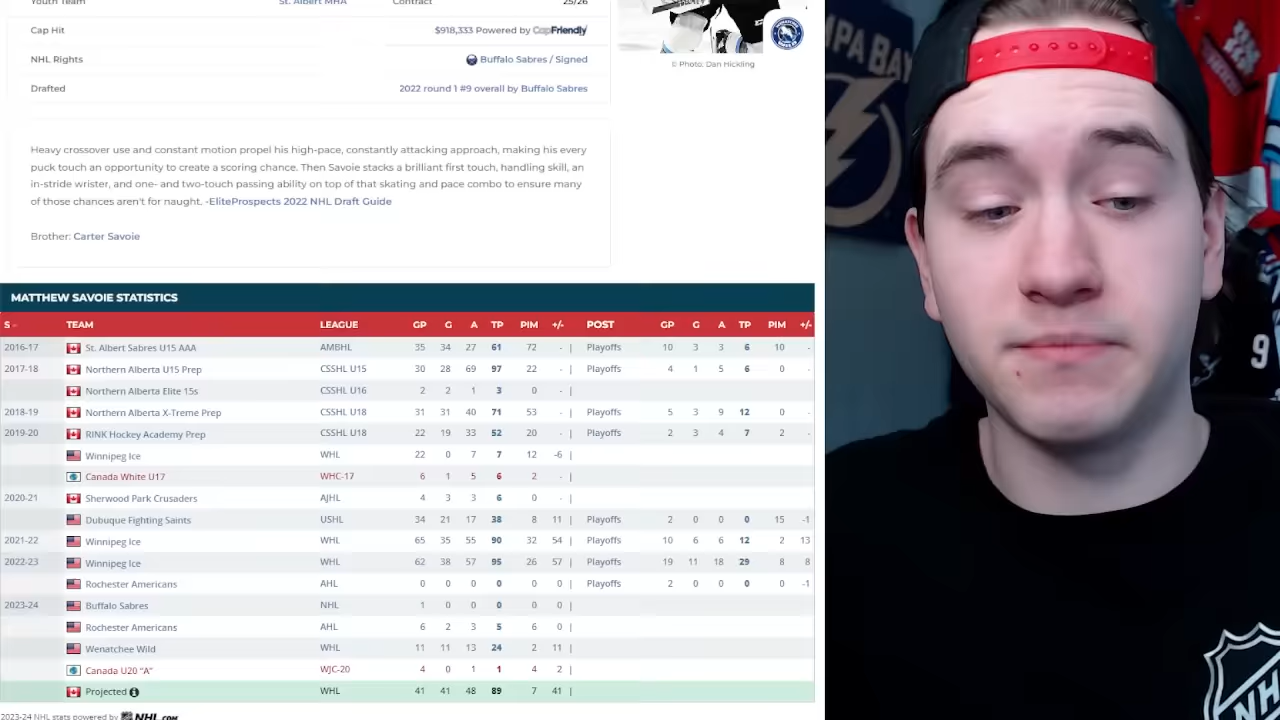 Youth Team St. Albert MHA Contract 25/26
Cap Hit $918,333 Powered by CapFriendly
NHL Rights Buffalo Sabres / Signed
Drafted 2022 round 1 #9 overall by Buffalo Sabres
© Photo: Dan Hickling
Heavy crossover use and constant motion propel his high-pace, constantly attacking approach, making his every
puck touch an opportunity to create a scoring chance. Then Savoie stacks a brilliant first touch, handling skill, an
in-stride wrister, and one- and two-touch passing ability on top of that skating and pace combo to ensure many
of those chances aren't for naught. -EliteProspects 2022 NHL Draft Guide
Brother: Carter Savoie
MATTHEW SAVOIE STATISTICS
S TEAM LEAGUE GP G A TP PIM +/- POST GP G A TP PIM +/-
2016-17 St. Albert Sabres U15 AAA AMBHL 35 34 27 61 72 - | Playoffs 10 3 3 6 10 -
2017-18 Northern Alberta U15 Prep CSSHL U15 30 28 69 97 22 - | Playoffs 4 1 5 6 0 -
Northern Alberta Elite 15s CSSHL U16 2 2 1 3 0 - |
2018-19 Northern Alberta X-Treme Prep CSSHL U18 31 31 40 71 53 - | Playoffs 5 3 9 12 0 -
2019-20 RINK Hockey Academy Prep CSSHL U18 22 19 33 52 20 - | Playoffs 2 3 4 7 2 -
Winnipeg Ice WHL 22 0 7 7 12 -6 |
Canada White U17 WHC-17 6 1 5 6 2 - |
2020-21 Sherwood Park Crusaders AJHL 4 3 3 6 0 - |
Dubuque Fighting Saints USHL 34 21 17 38 8 11 | Playoffs 2 0 0 0 15 -1
2021-22 Winnipeg Ice WHL 65 35 55 90 32 54 | Playoffs 10 6 6 12 2 13
2022-23 Winnipeg Ice WHL 62 38 57 95 26 57 | Playoffs 19 11 18 29 8 8
Rochester Americans AHL 0 0 0 0 0 0 | Playoffs 2 0 0 0 0 -1
2023-24 Buffalo Sabres NHL 1 0 0 0 0 0 |
Rochester Americans AHL 6 2 3 5 6 0 |
Wenatchee Wild WHL 11 11 13 24 2 11 |
Canada U20 "A" WJC-20 4 0 1 1 4 2 |
Projected WHL 41 41 48 89 7 41 |
2023-24 NHL stats powered by NHL.COM
MPA BAY
9
NH